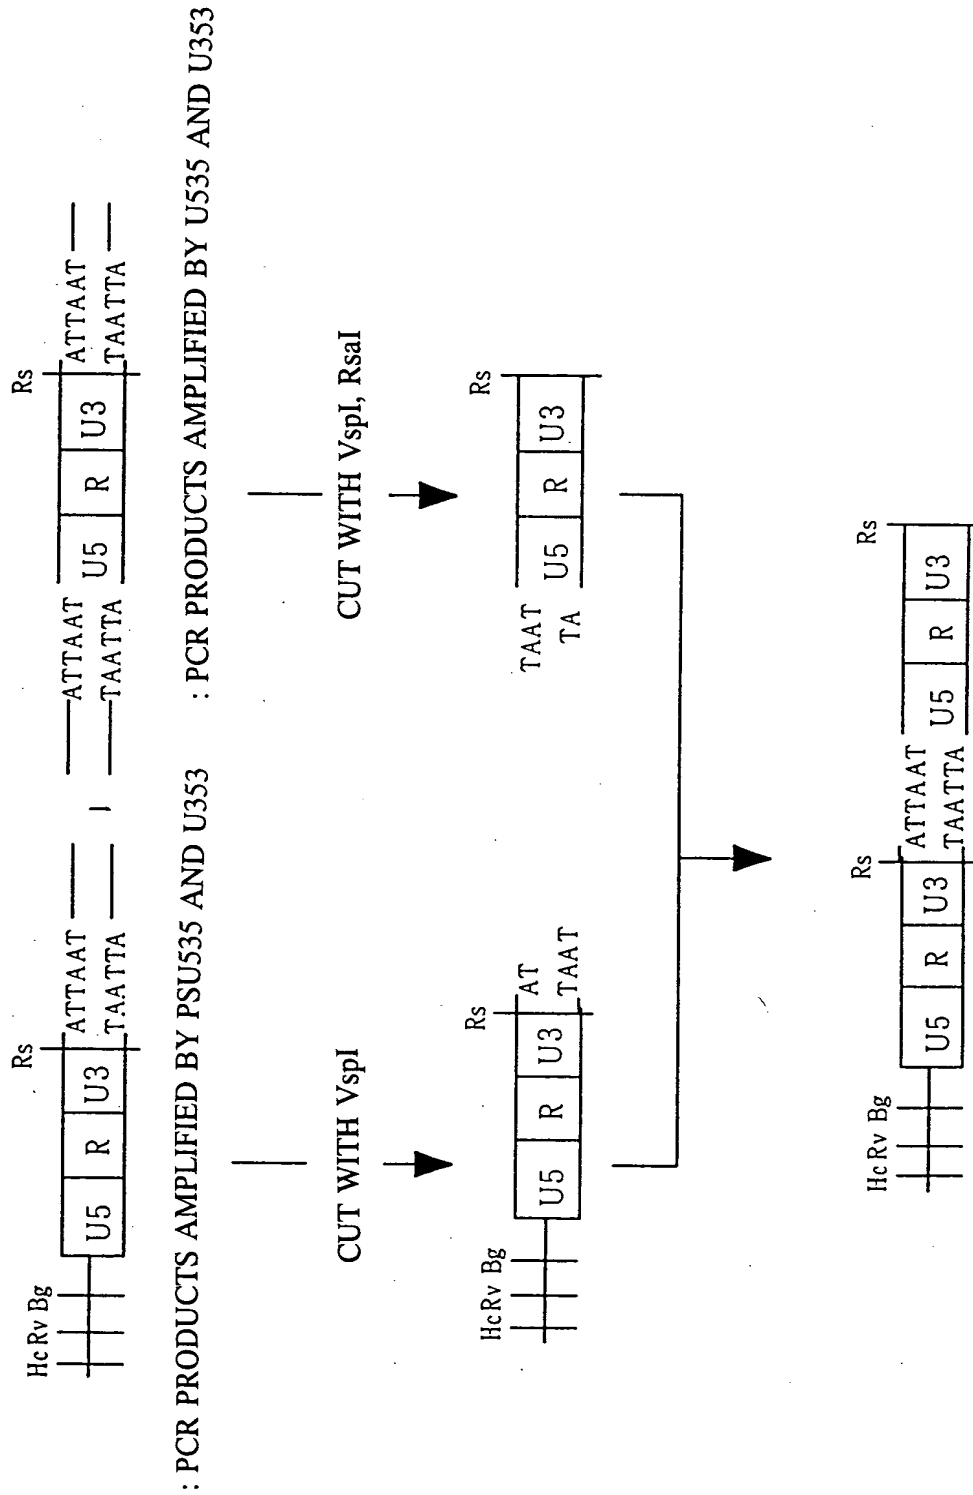 Hc Rv Bg
Rs
U5 R U3
ATTAAT
TAATTA
ATTAAT
TAATTA
Rs
U5 R U3
ATTAAT
TAATTA
: PCR PRODUCTS AMPLIFIED BY PSU535 AND U353
: PCR PRODUCTS AMPLIFIED BY U535 AND U353
CUT WITH VspI
CUT WITH VspI, RsaI
Hc Rv Bg
Rs
U5 R U3
AT
TAAT
TAAT
TA
Rs
U5 R U3
Hc Rv Bg
Rs
U5 R U3
ATTAAT
TAATTA
Rs
U5 R U3